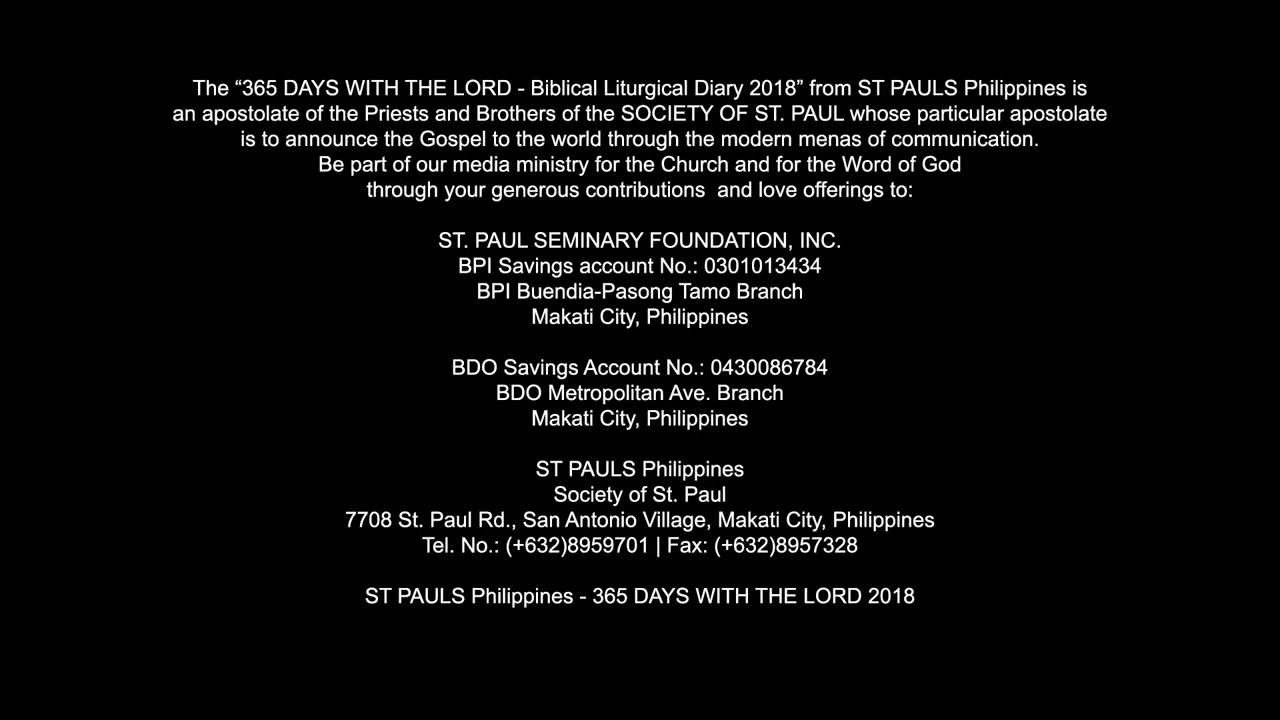 The “365 DAYS WITH THE LORD - Biblical Liturgical Diary 2018” from ST PAULS Philippines is
an apostolate of the Priests and Brothers of the SOCIETY OF ST. PAUL whose particular apostolate
is to announce the Gospel to the world through the modern menas of communication.
Be part of our media ministry for the Church and for the Word of God
through your generous contributions  and love offerings to:
ST. PAUL SEMINARY FOUNDATION, INC.
BPI Savings account No.: 0301013434
BPI Buendia-Pasong Tamo Branch
Makati City, Philippines
BDO Savings Account No.: 0430086784
BDO Metropolitan Ave. Branch
Makati City, Philippines
ST PAULS Philippines
Society of St. Paul
7708 St. Paul Rd., San Antonio Village, Makati City, Philippines
Tel. No.: (+632)8959701 | Fax: (+632)8957328
ST PAULS Philippines - 365 DAYS WITH THE LORD 2018